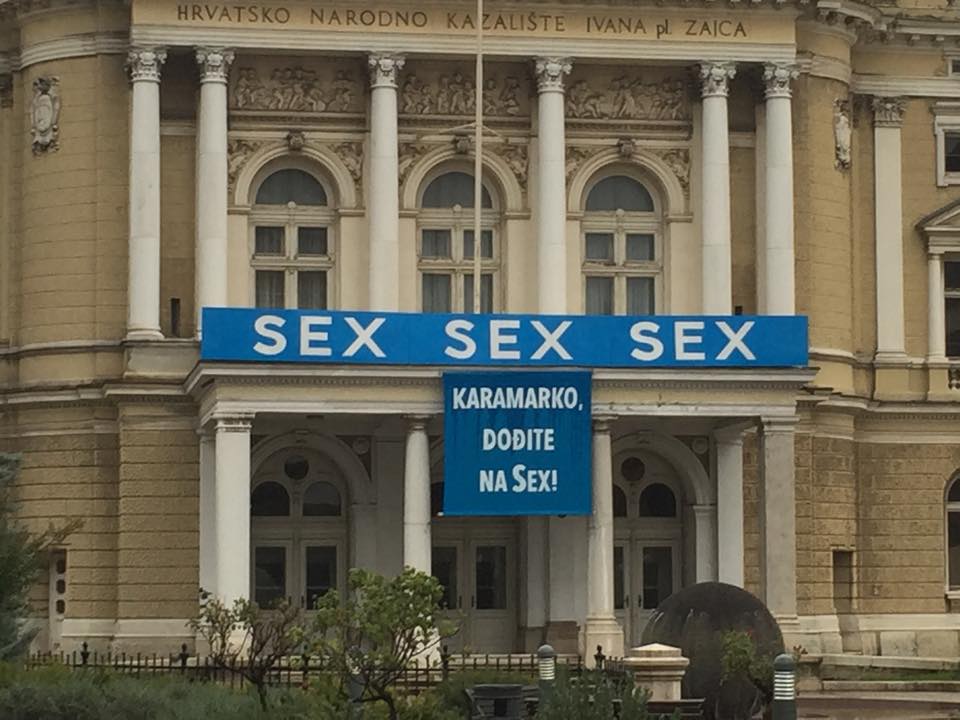 HRVATSKO NARODNO KAZALIŠTE IVANA pl. ZAJCA
SEX SEX SEX
KARAMARKO,
DOĐITE
NA SEX!